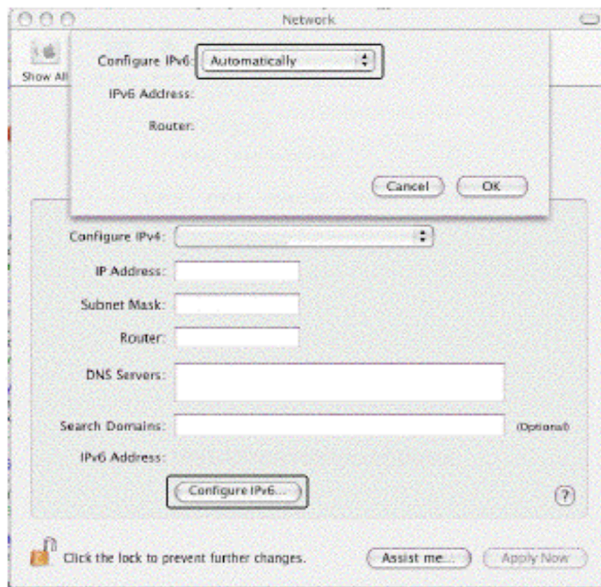 Network
Show All
Configure IPv6: Automatically
IPv6 Address:
Router:
Cancel OK
Configure IPv4:
IP Address:
Subnet Mask:
Router:
DNS Servers:
Search Domains: (Optional)
IPv6 Address:
Configure IPv6...
?
Click the lock to prevent further changes. Assist me... Apply Now